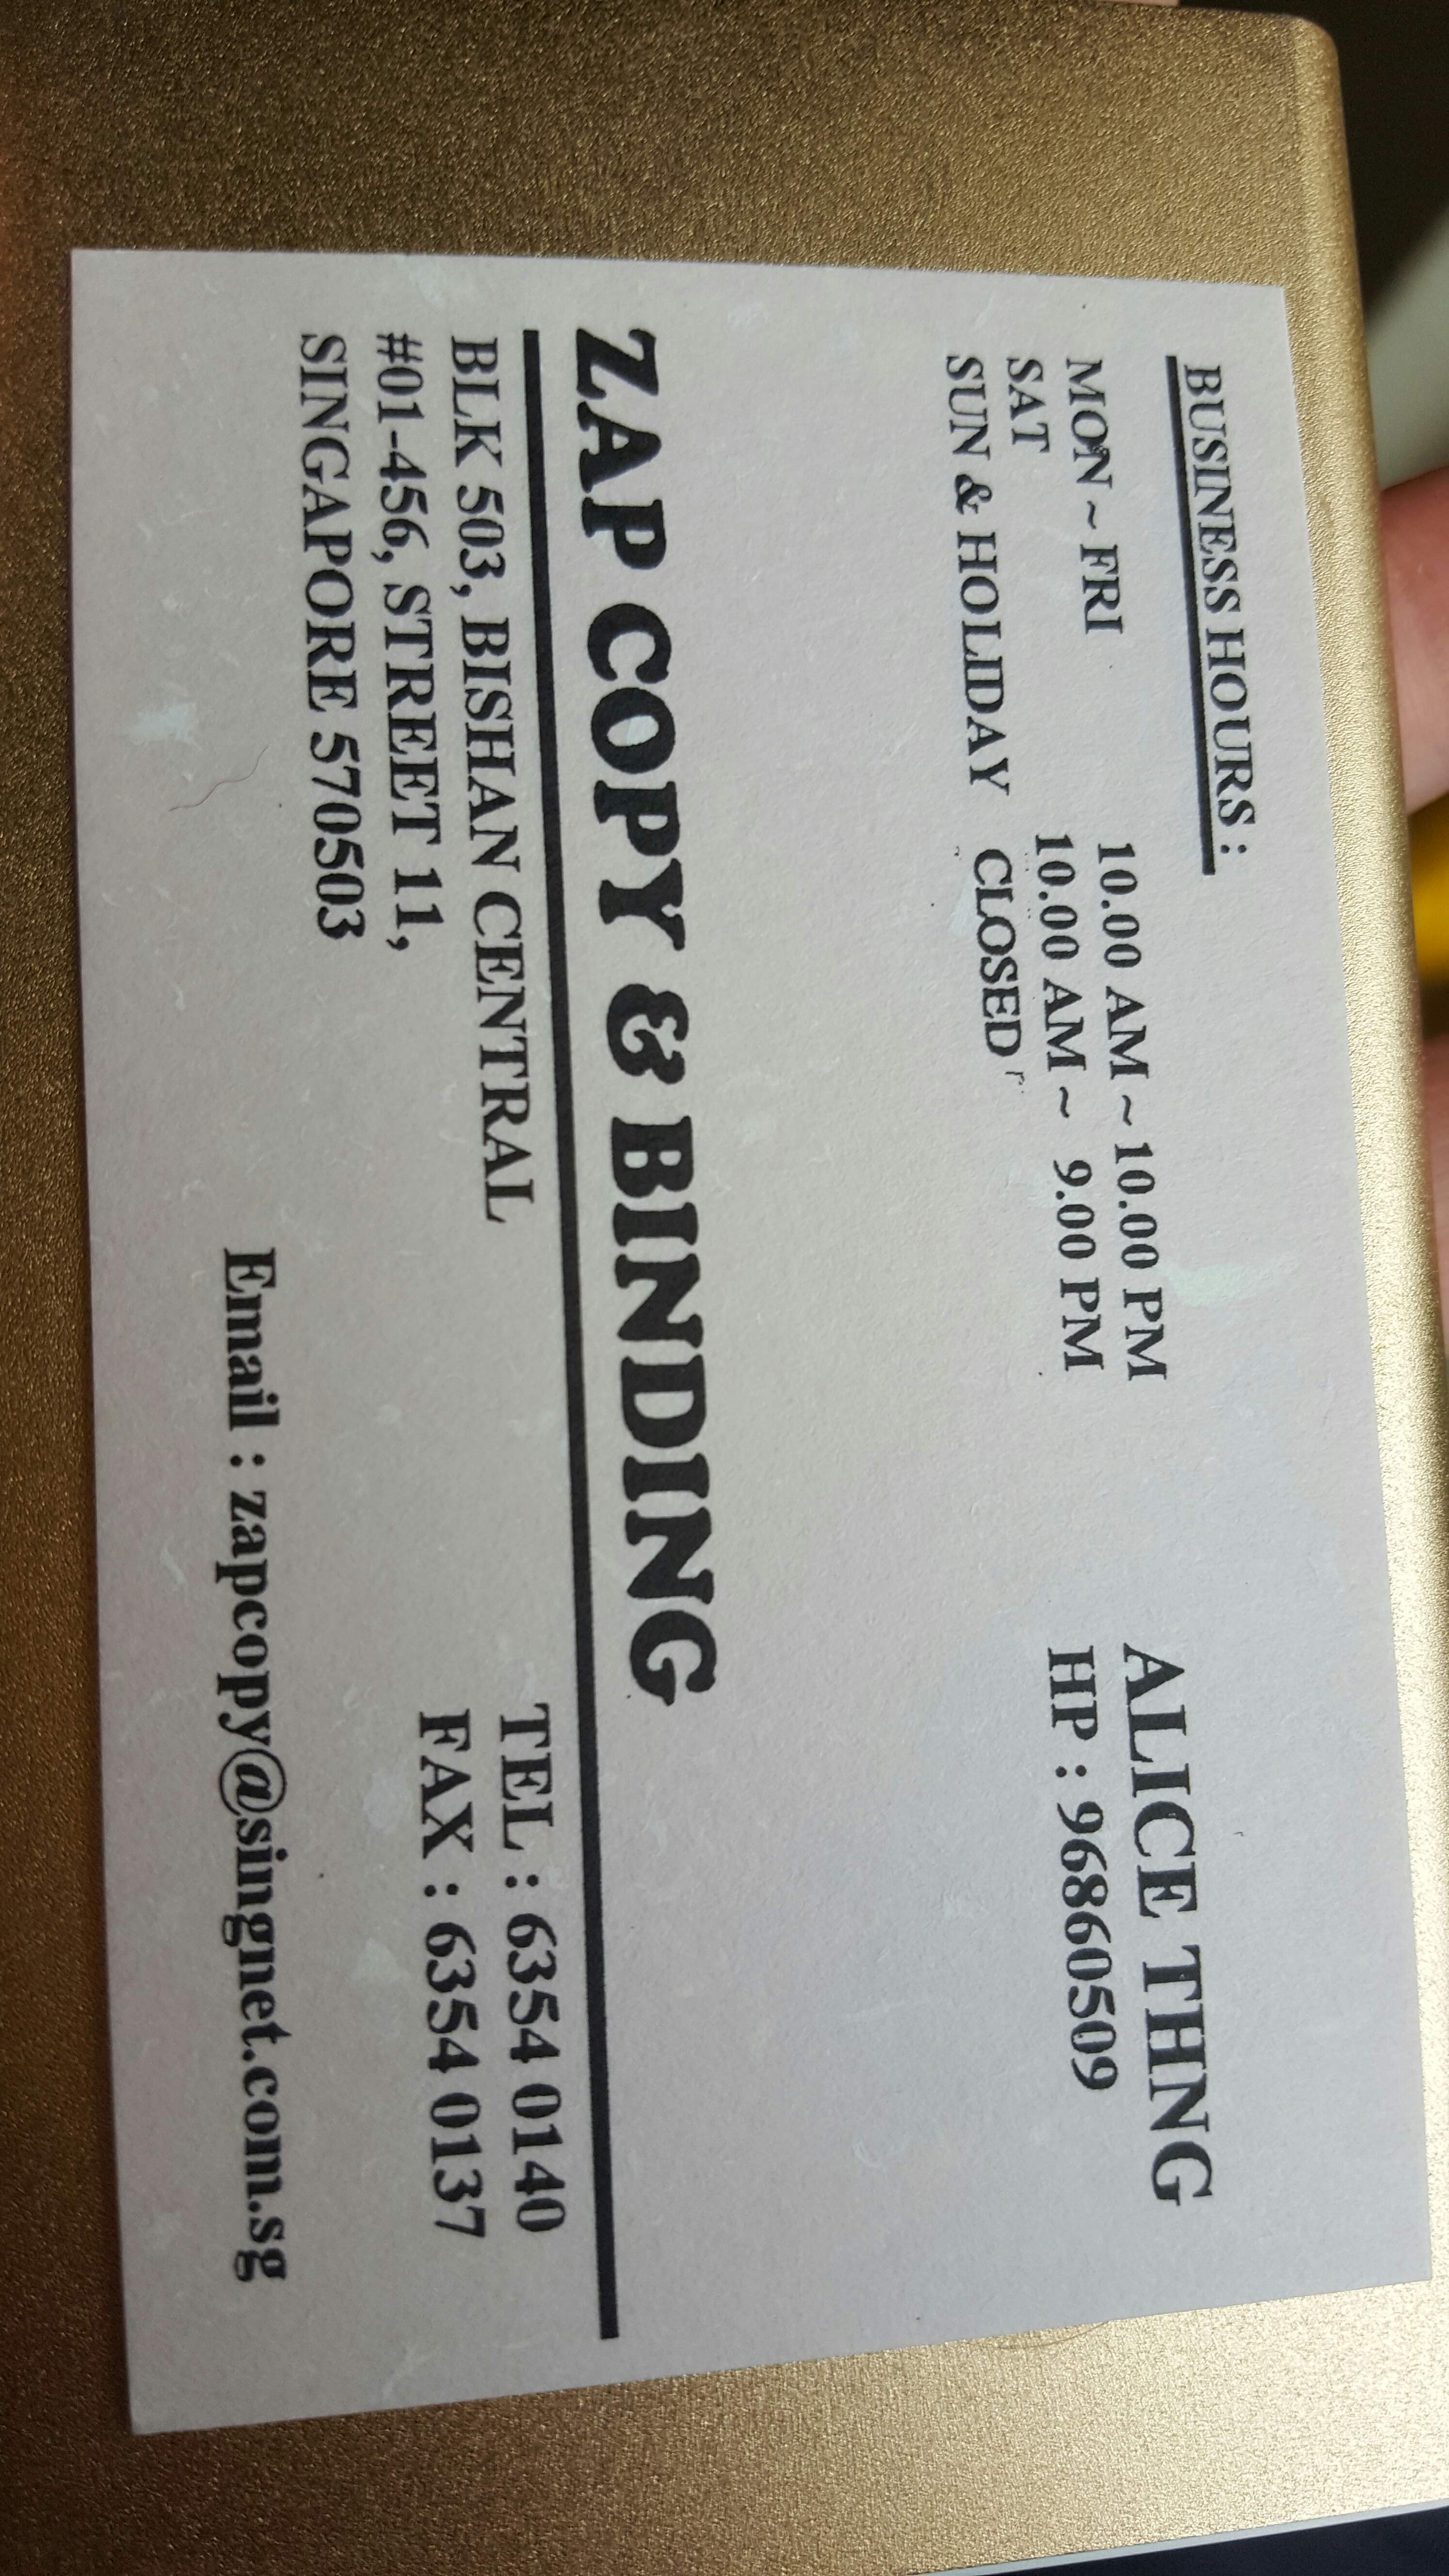 BUSINESS HOURS :
MON ~ FRI 10.00 AM ~ 10.00 PM
SAT 10.00 AM ~ 9.00 PM
SUN & HOLIDAY CLOSED
ALICE THNG
HP : 96860509
ZAP COPY & BINDING
BLK 503, BISHAN CENTRAL
#01-456, STREET 11,
SINGAPORE 570503
TEL : 6354 0140
FAX : 6354 0137
Email : zapcopy@singnet.com.sg